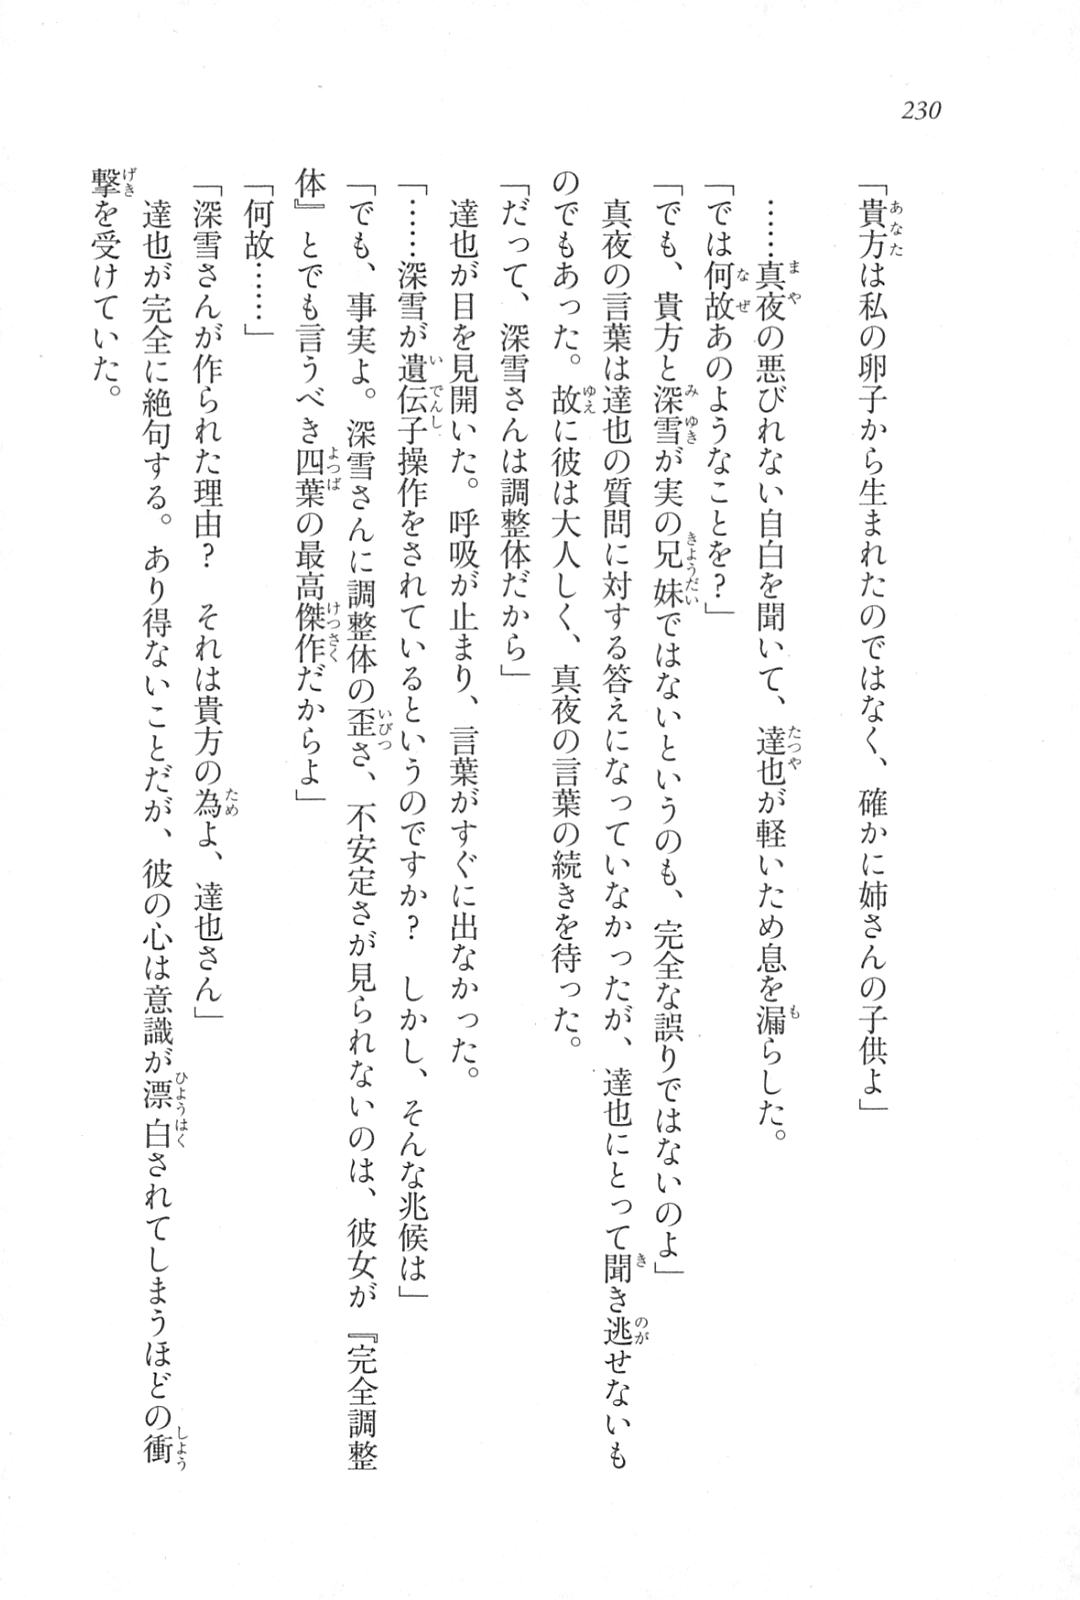 230
「貴方は私の卵子から生まれたのではなく、確かに姉さんの子供よ」
……真夜の悪びれない自白を聞いて、達也が軽いため息を漏らした。
「では何故あのようなことを？」
「でも、貴方と深雪が実の兄妹ではないというのも、完全な誤りではないのよ」
真夜の言葉は達也の質問に対する答えになっていなかったが、達也にとって聞き逃せないも
のでもあった。故に彼は大人しく、真夜の言葉の続きを待った。
「だって、深雪さんは調整体だから」
達也が目を見開いた。呼吸が止まり、言葉がすぐに出なかった。
「……深雪が遺伝子操作をされているというのですか？　しかし、そんな兆候は」
「でも、事実よ。深雪さんに調整体の歪さ、不安定さが見られないのは、彼女が『完全調整
体』とでも言うべき四葉の最高傑作だからよ」
「何故……」
「深雪さんが作られた理由？　それは貴方の為よ、達也さん」
達也が完全に絶句する。あり得ないことだが、彼の心は意識が漂白されてしまうほどの衝
撃を受けていた。